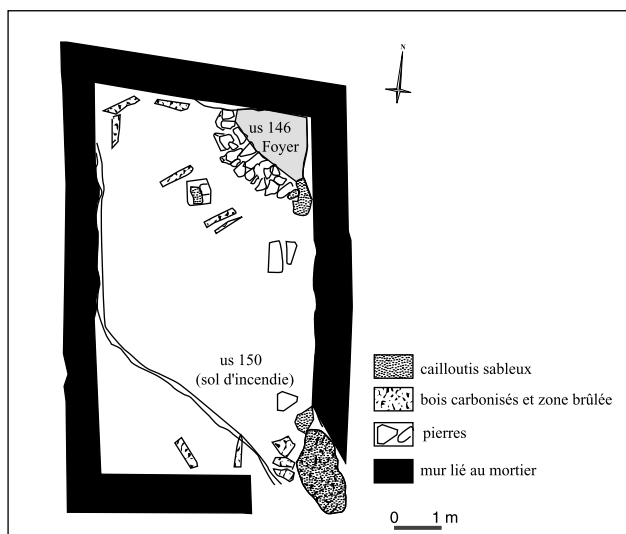 N
us 146
Foyer
us 150
(sol d'incendie)
cailloutis sableux
bois carbonisés et zone brûlée
pierres
mur lié au mortier
0 1 m